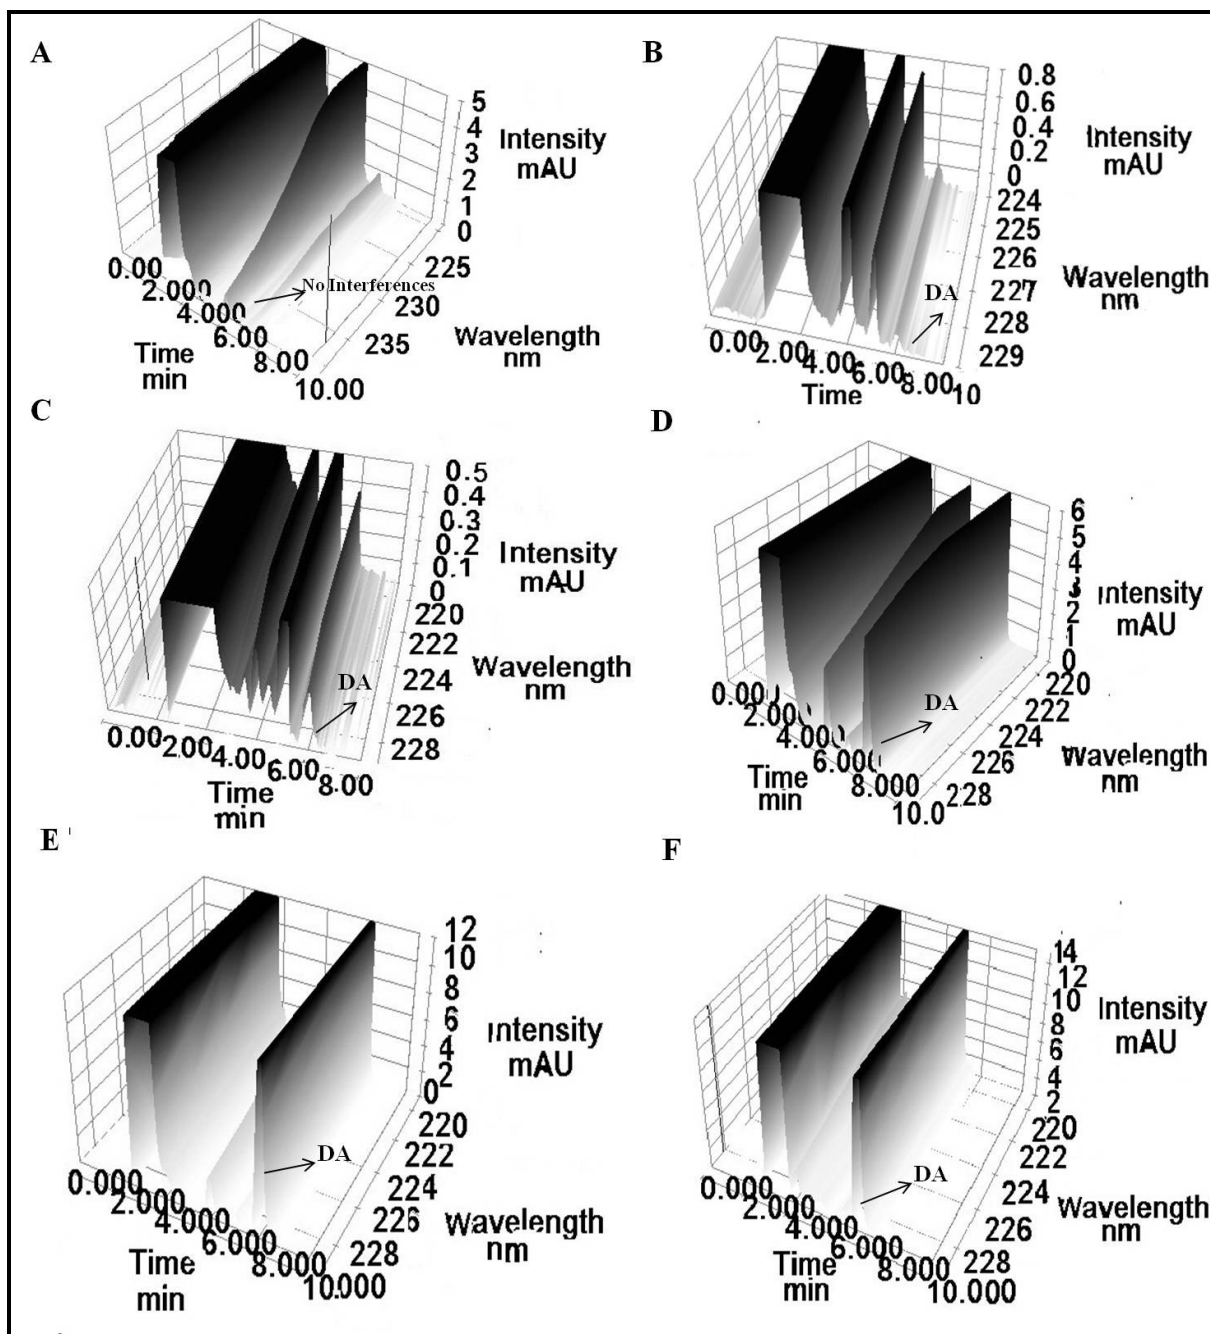 A
5
4
3
2
1
0
Intensity
mAU
225
230
235
Wavelength
nm
No Interferences
0.00
2.000
4.000
6.00
8.00
10.00
Time
min
B
0.8
0.6
0.4
0.2
0
Intensity
mAU
224
225
226
227
228
229
Wavelength
nm
DA
0.00
2.00
4.00
6.00
8.00
10
Time
C
0.5
0.4
0.3
0.2
0.1
0
Intensity
mAU
220
222
224
226
228
Wavelength
nm
DA
0.00
2.00
4.00
6.00
8.00
Time
min
D
6
5
4
3
2
1
0
Intensity
mAU
220
222
224
226
228
Wavelength
nm
DA
0.000
2.000
4.000
6.000
8.000
10.0
Time
min
E
12
10
8
6
4
2
0
Intensity
mAU
220
222
224
226
228
Wavelength
nm
DA
0.000
2.000
4.000
6.000
8.000
10.000
Time
min
F
14
12
10
8
6
4
2
Intensity
mAU
220
222
224
226
228
Wavelength
nm
DA
0.000
2.000
4.000
6.000
8.000
10.000
Time
min